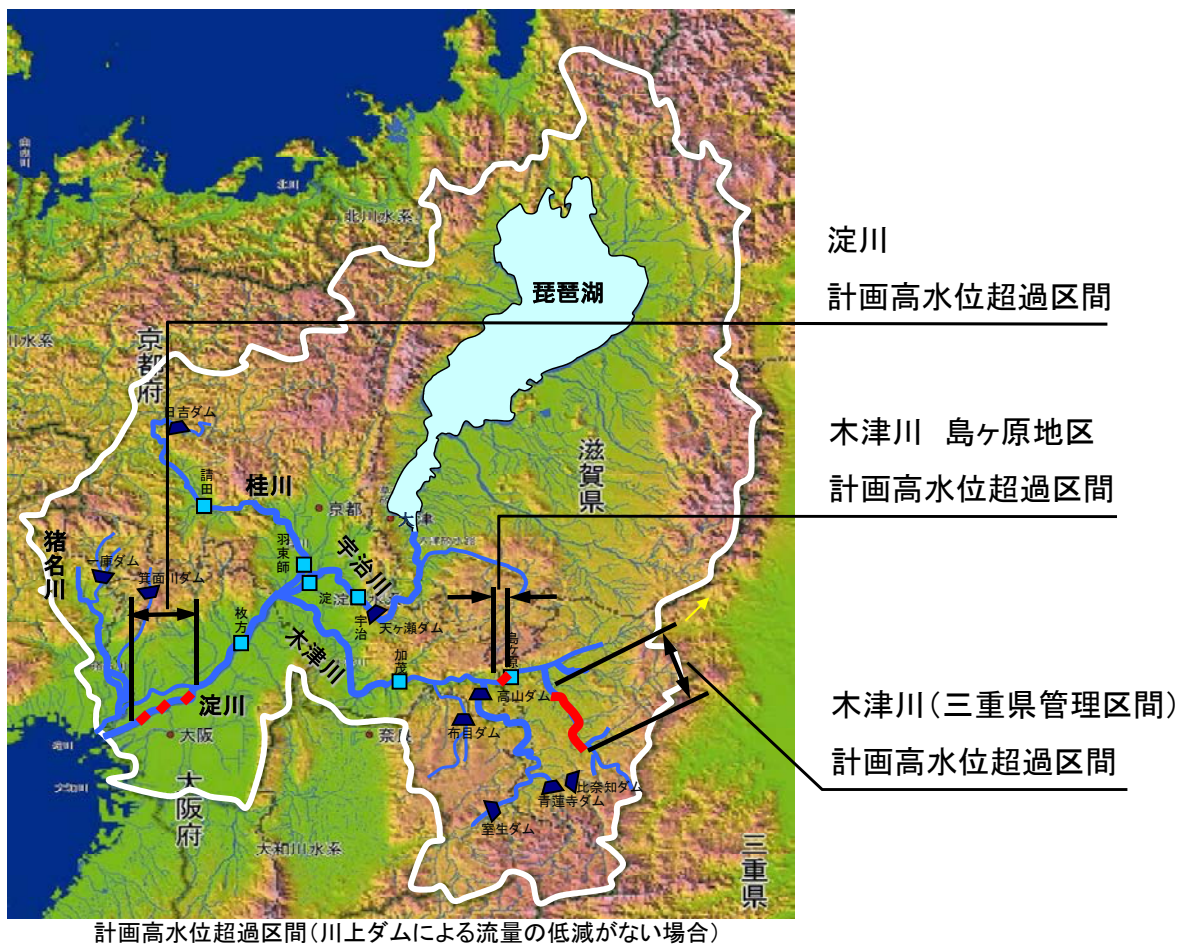 北川
北川水系
琵琶湖
淀川
計画高水位超過区間
京都府
川水系
日吉ダム
木津川 島ヶ原地区
計画高水位超過区間
滋賀県
請田
桂川
京都
大津
猪名川
一庫ダム
箕面川ダム
羽束師
宇治川
淀
宇治
天ヶ瀬ダム
枚方
木津川
加茂
島ヶ原
高山ダム
布目ダム
淀川
大阪
木津川(三重県管理区間)
計画高水位超過区間
比奈知ダム
青蓮寺ダム
室生ダム
大阪府
大和川水系
三重県
計画高水位超過区間(川上ダムによる流量の低減がない場合)